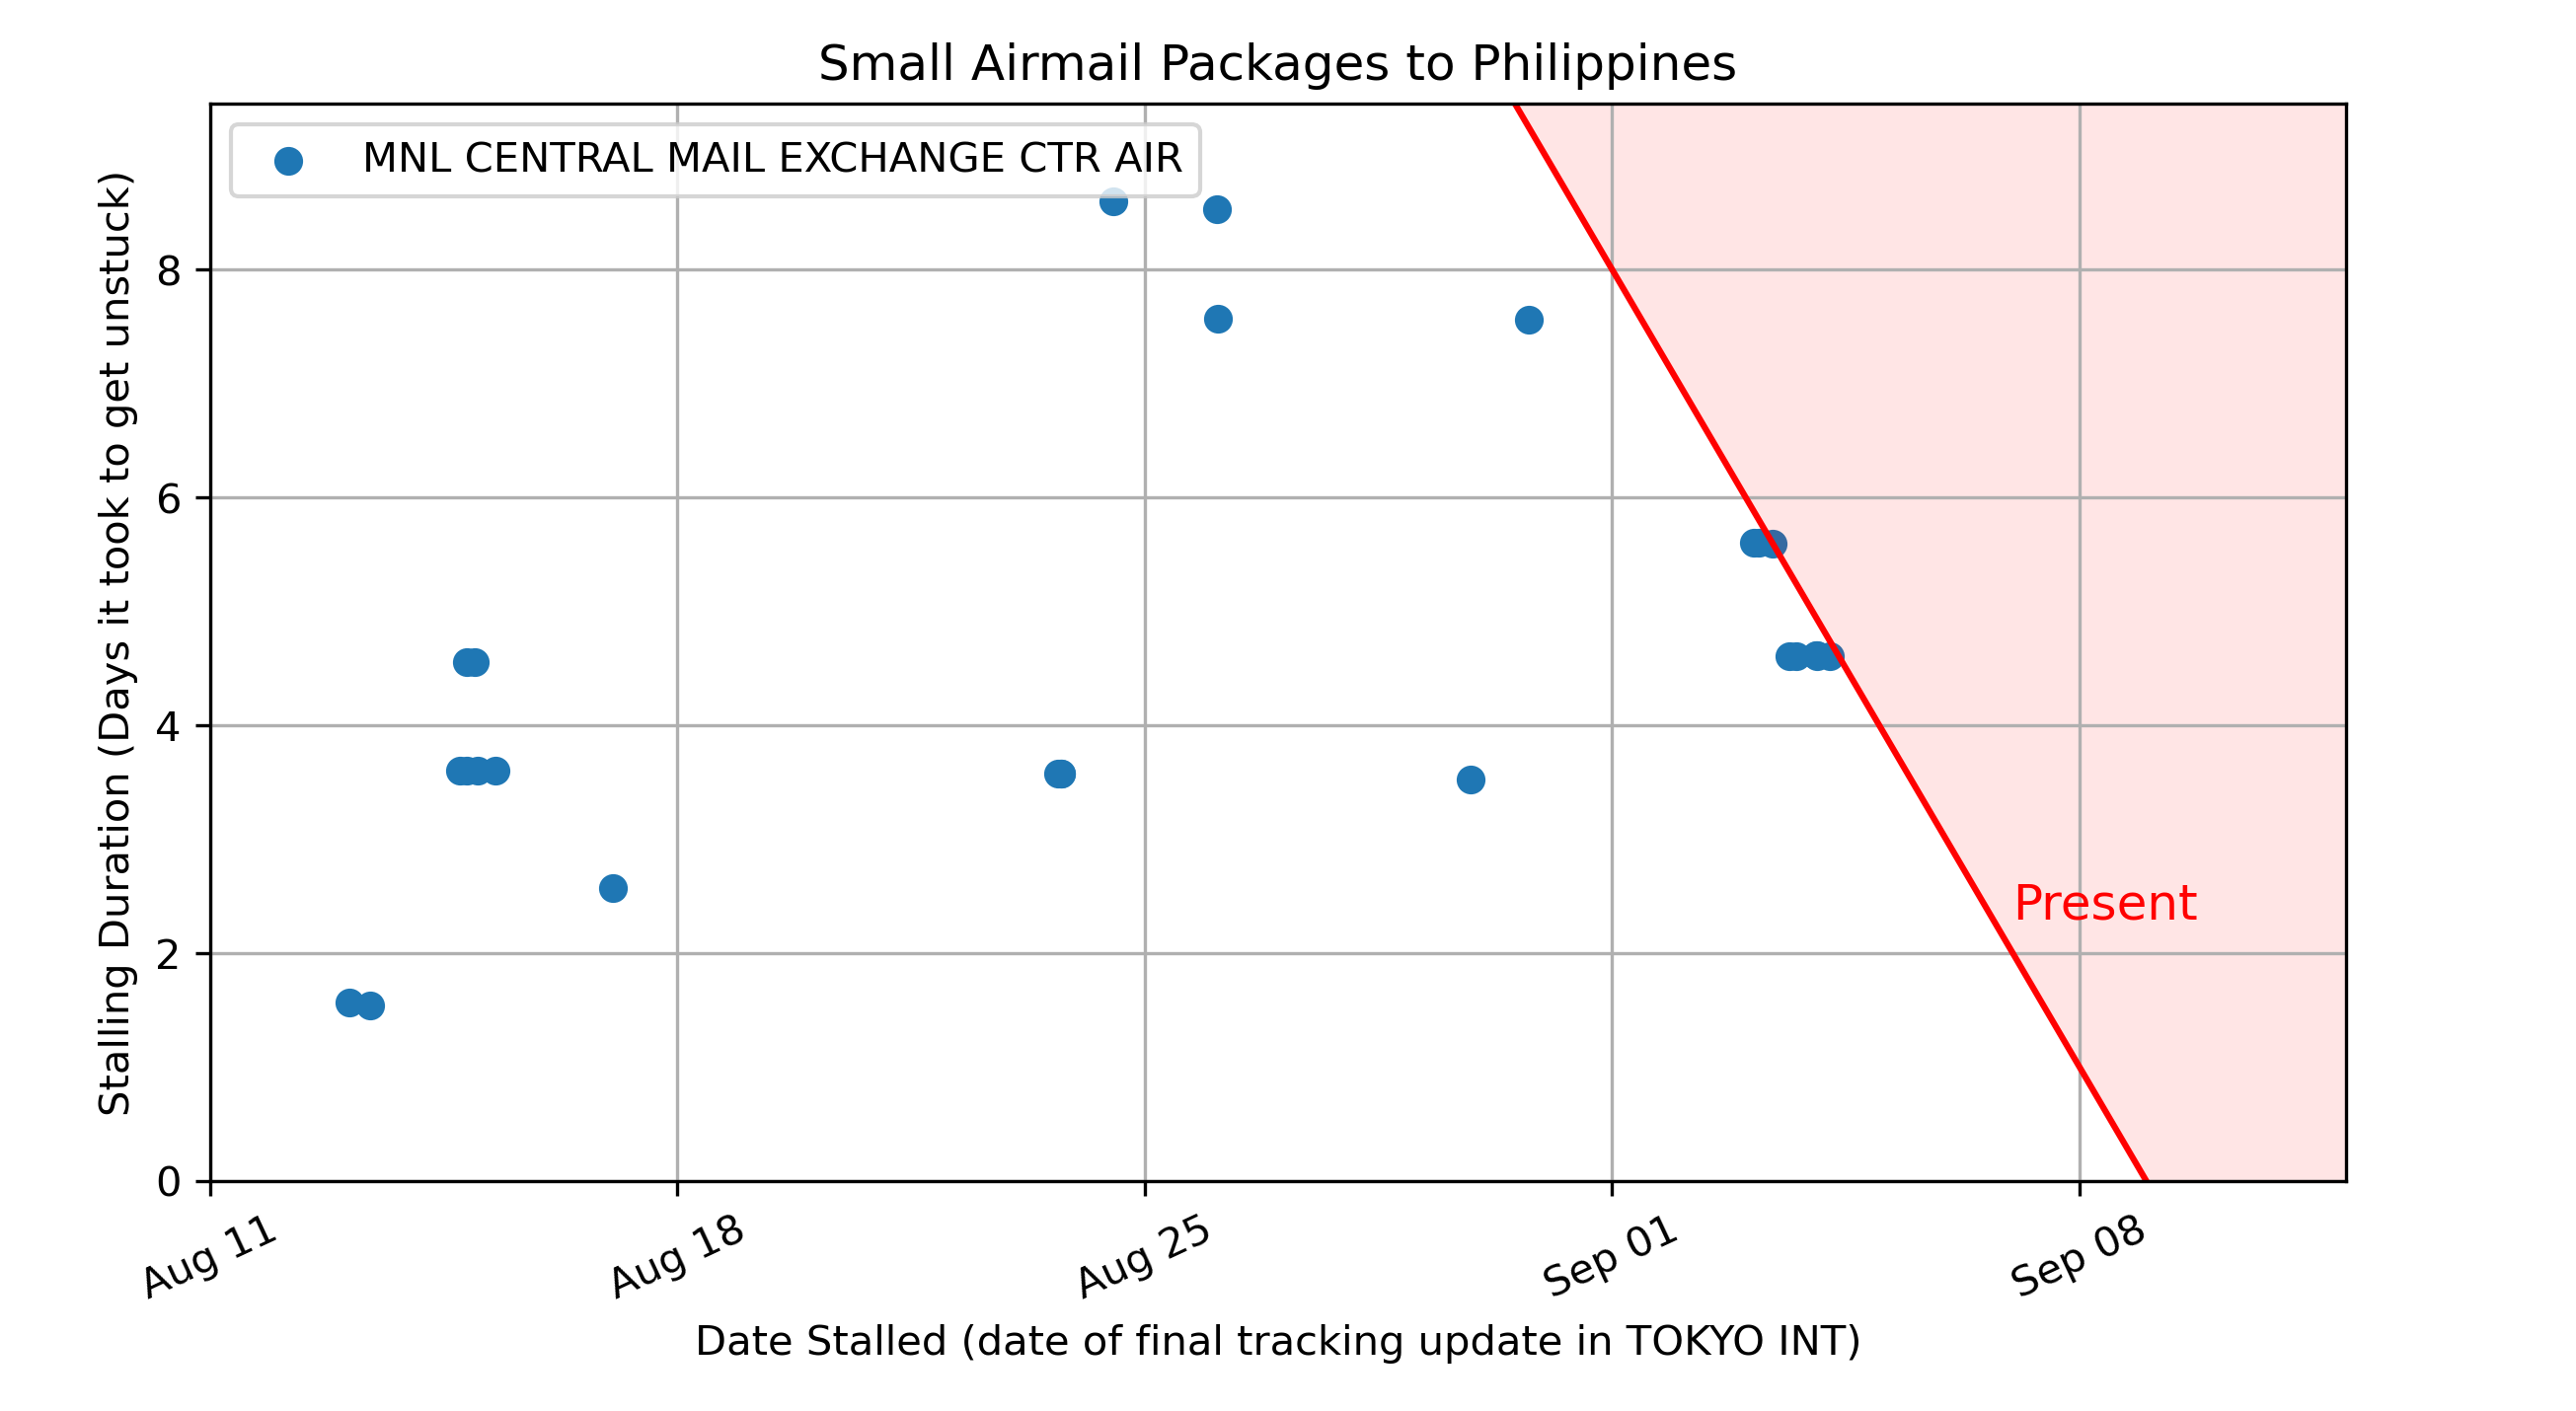 Small Airmail Packages to Philippines
MNL CENTRAL MAIL EXCHANGE CTR AIR
Stalling Duration (Days it took to get unstuck)
8
6
4
2
0
Present
Aug 11
Aug 18
Aug 25
Sep 01
Sep 08
Date Stalled (date of final tracking update in TOKYO INT)